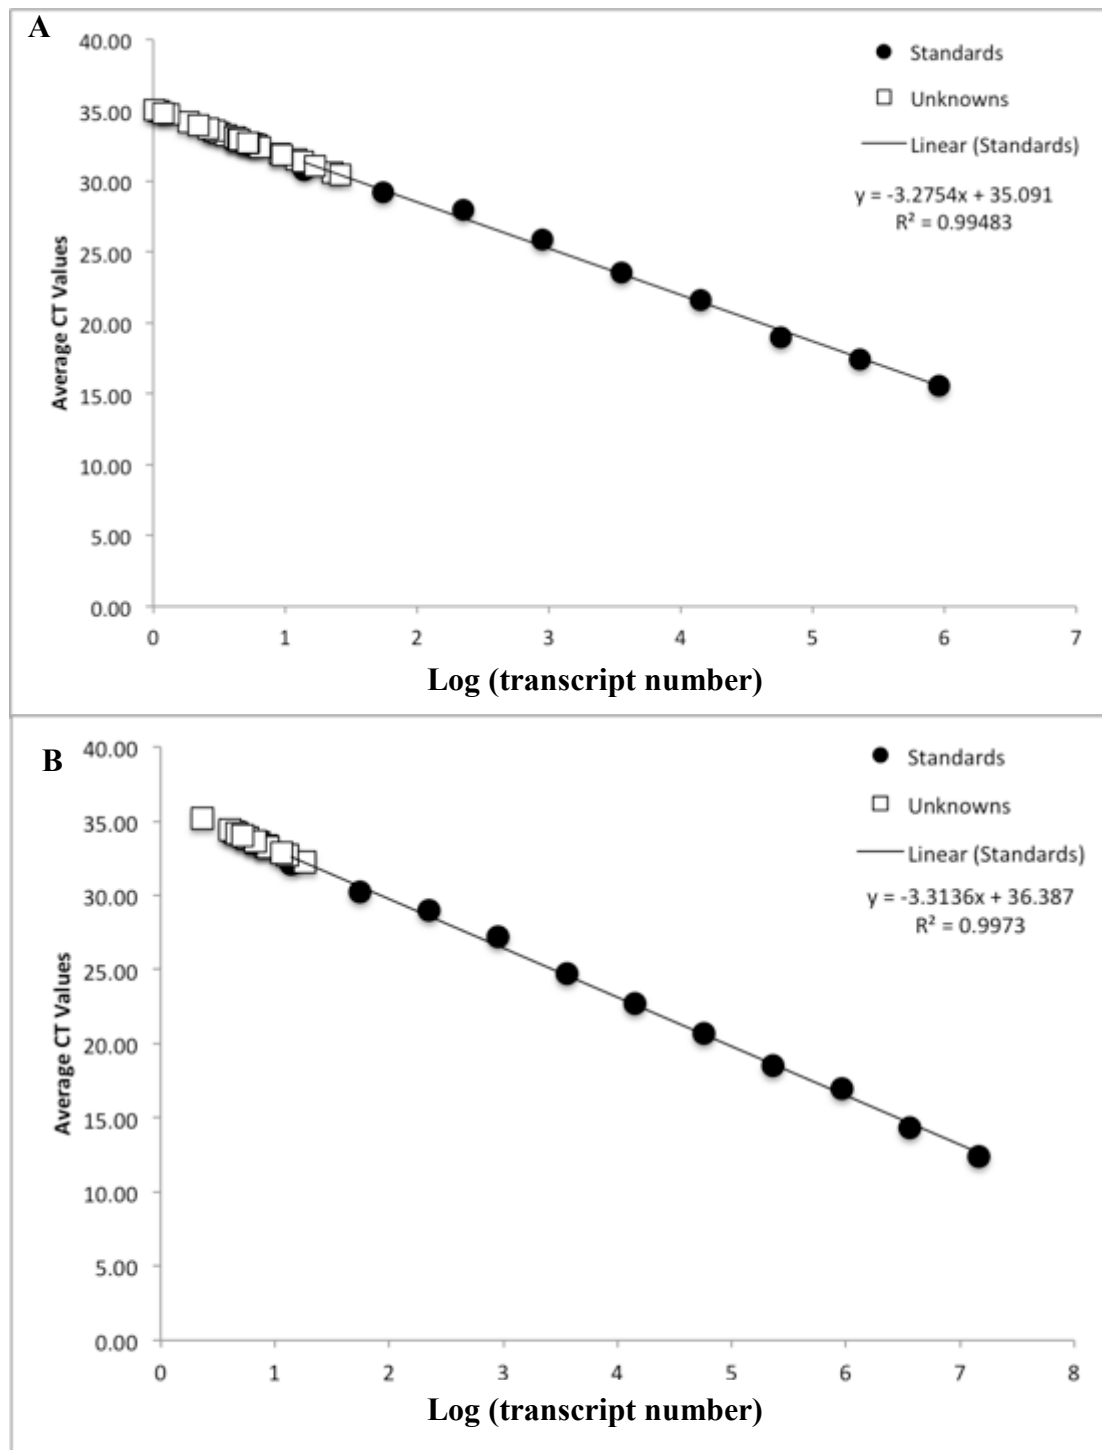 A
40.00
35.00
30.00
25.00
20.00
15.00
10.00
5.00
0.00
Average CT Values
Standards
Unknowns
Linear (Standards)
y = -3.2754x + 35.091
R² = 0.99483
0 1 2 3 4 5 6 7
Log (transcript number)
B
40.00
35.00
30.00
25.00
20.00
15.00
10.00
5.00
0.00
Average CT Values
Standards
Unknowns
Linear (Standards)
y = -3.3136x + 36.387
R² = 0.9973
0 1 2 3 4 5 6 7 8
Log (transcript number)